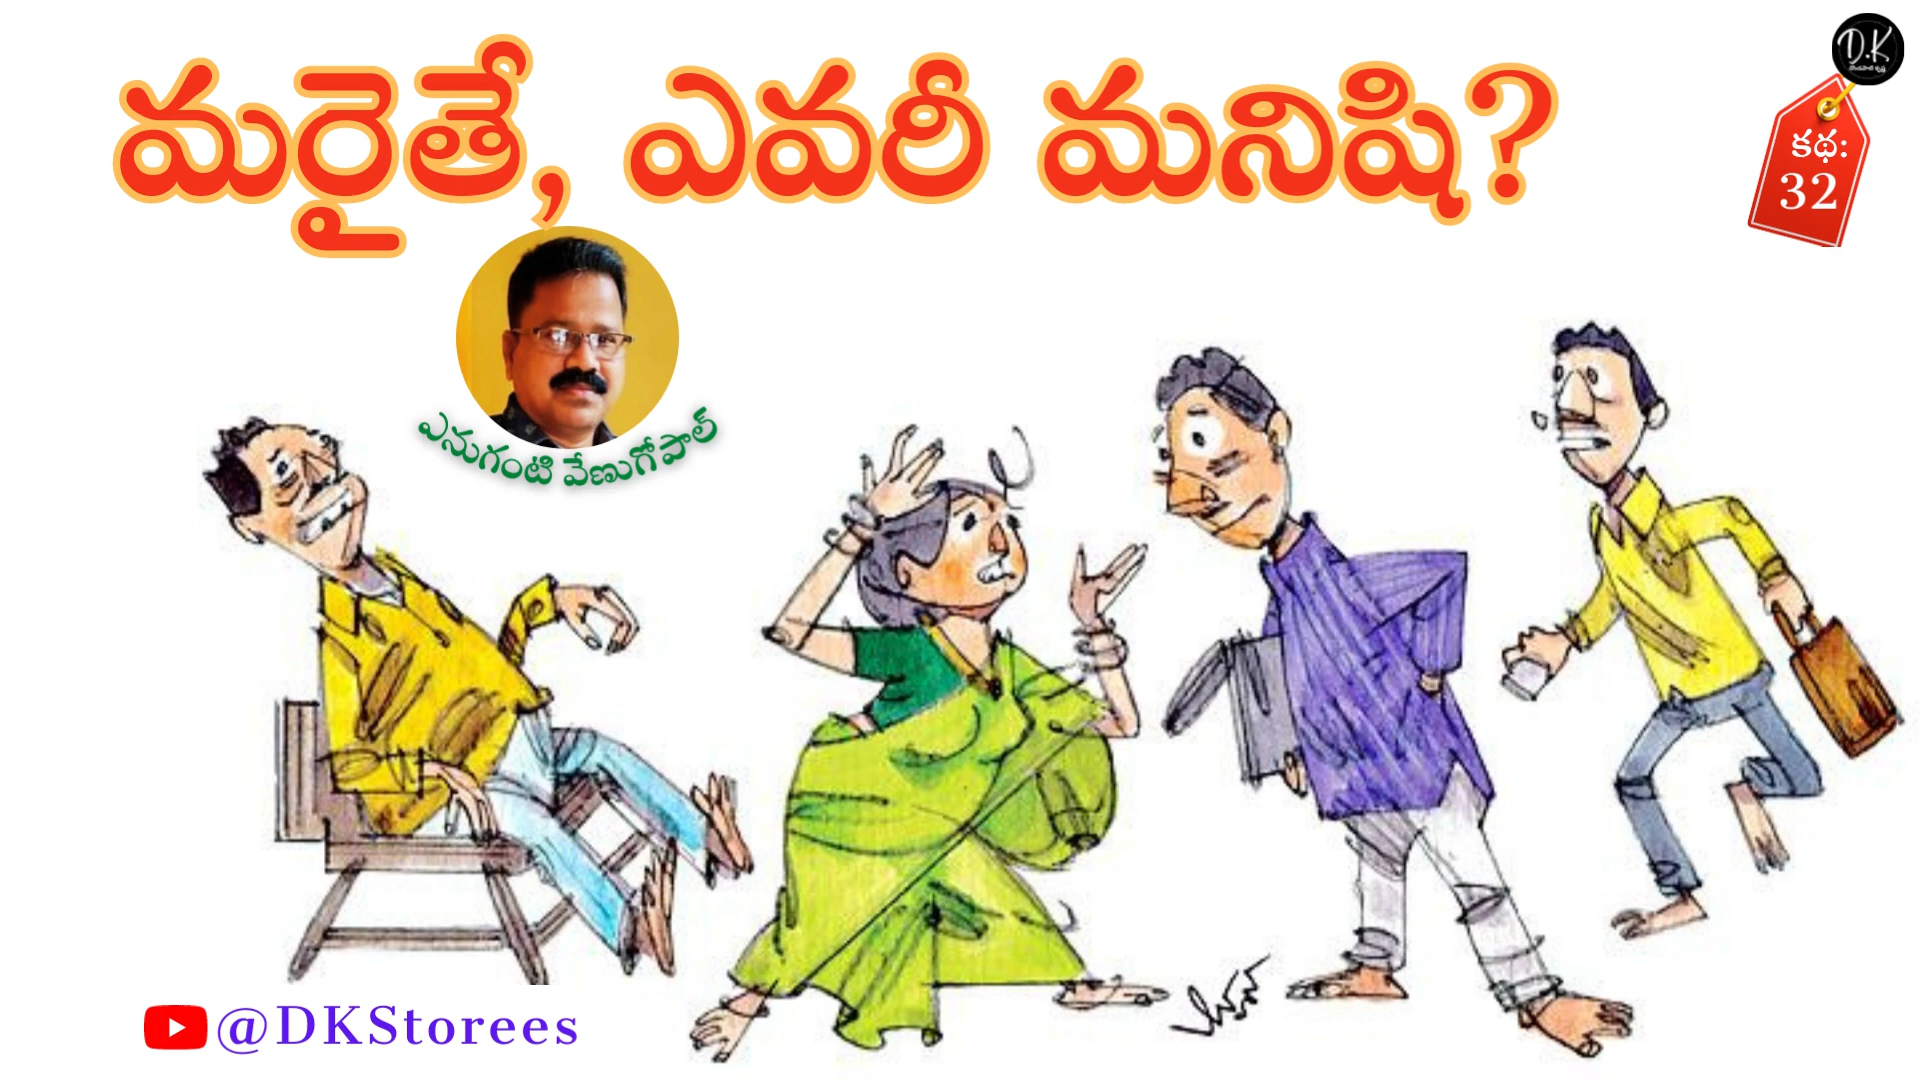 మరైతే, ఎవరీ మనిషి?
D.K
కథ:
32
ఎనుగంటి వేణుగోపాల్
@DKStorees